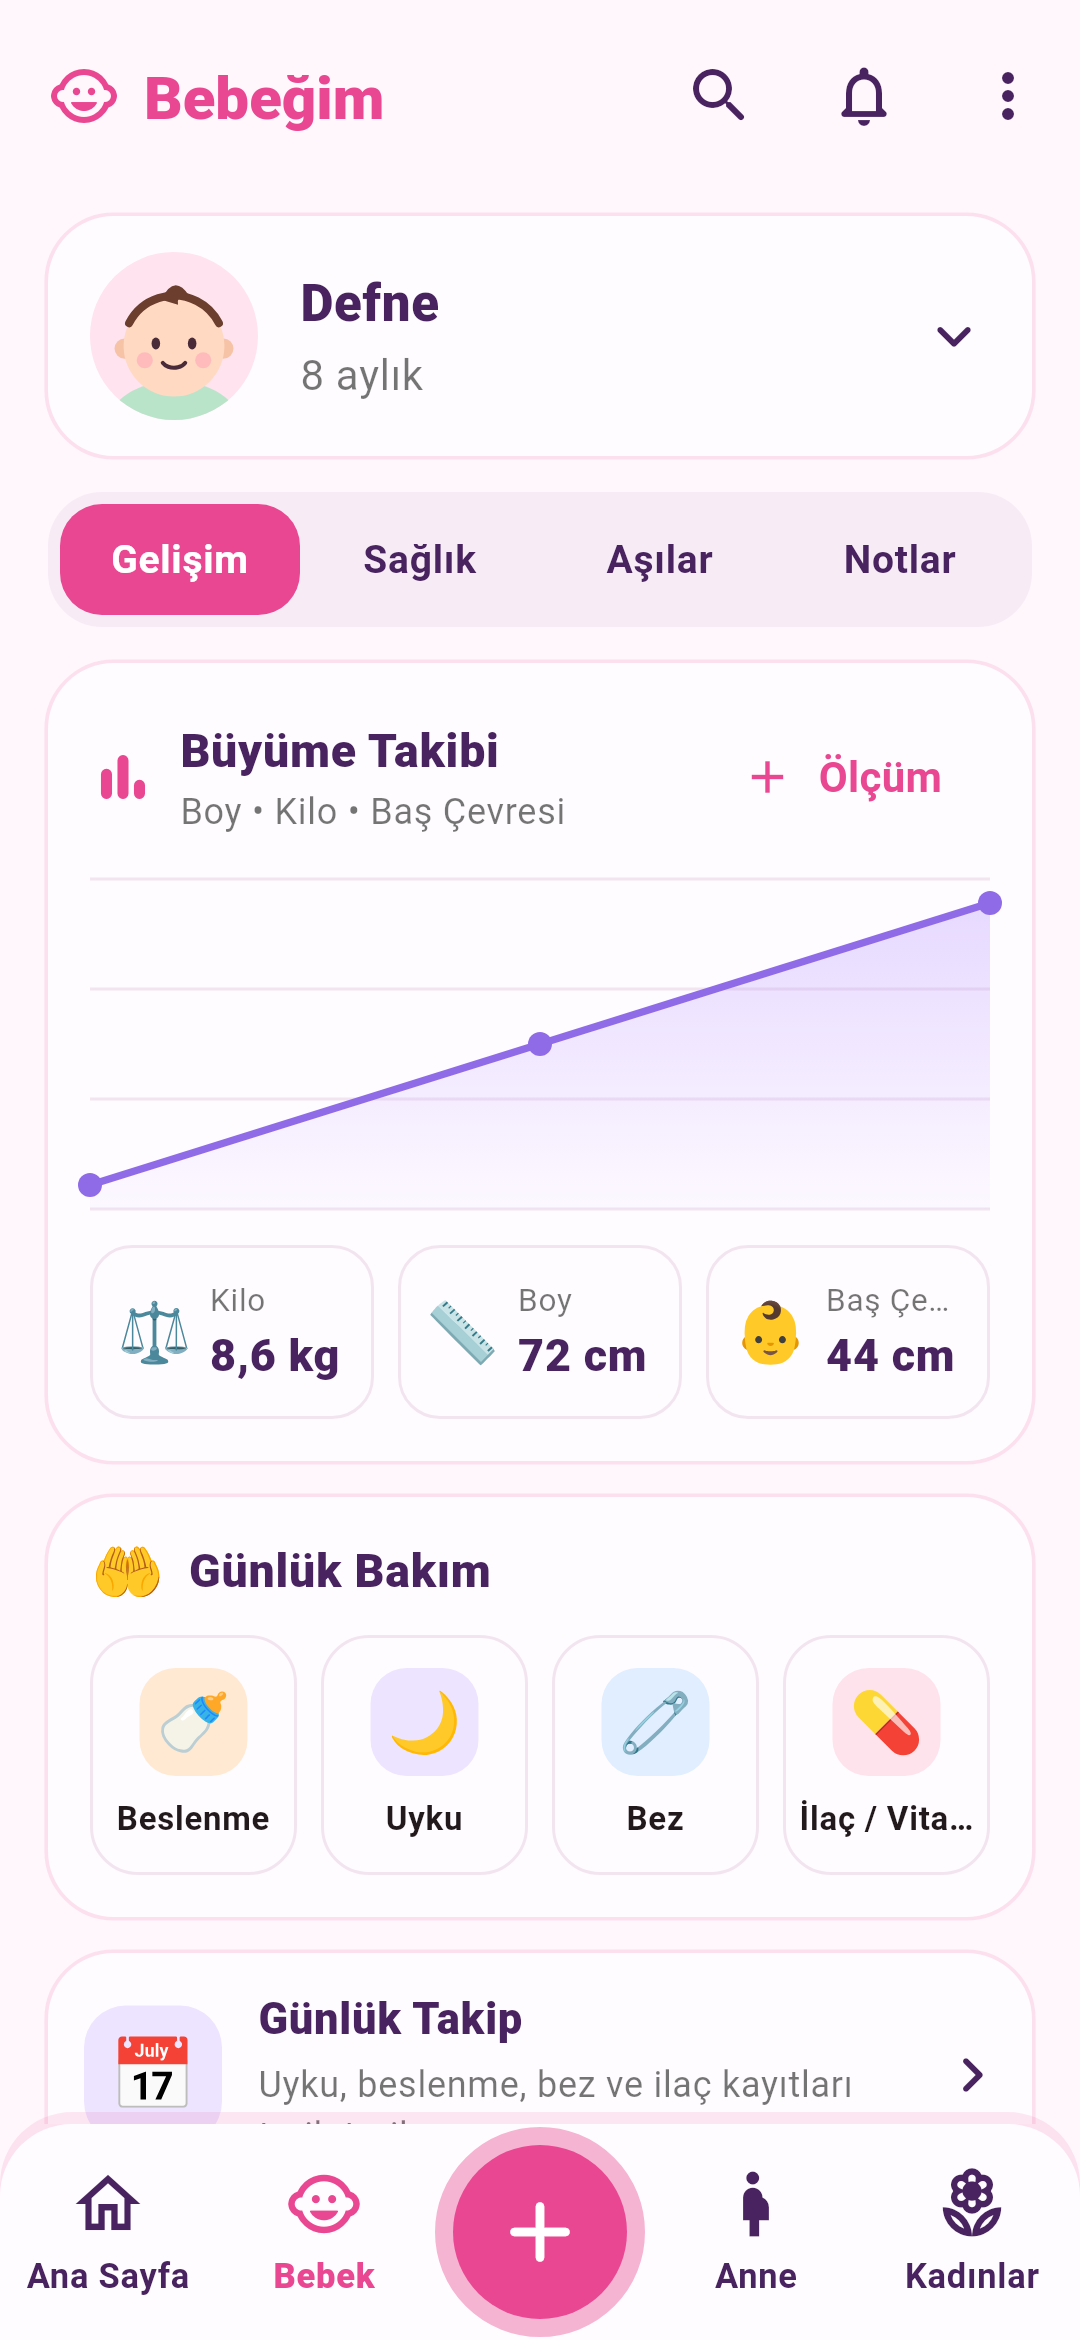 Bebeğim
Defne
8 aylık
Gelişim Sağlık Aşılar Notlar
Büyüme Takibi
Boy • Kilo • Baş Çevresi
+ Ölçüm
Kilo
8,6 kg
Boy
72 cm
Baş Çe...
44 cm
Günlük Bakım
Beslenme
Uyku
Bez
İlaç / Vita...
July
17
Günlük Takip
Uyku, beslenme, bez ve ilaç kayıtları
Ana Sayfa
Bebek
Anne
Kadınlar